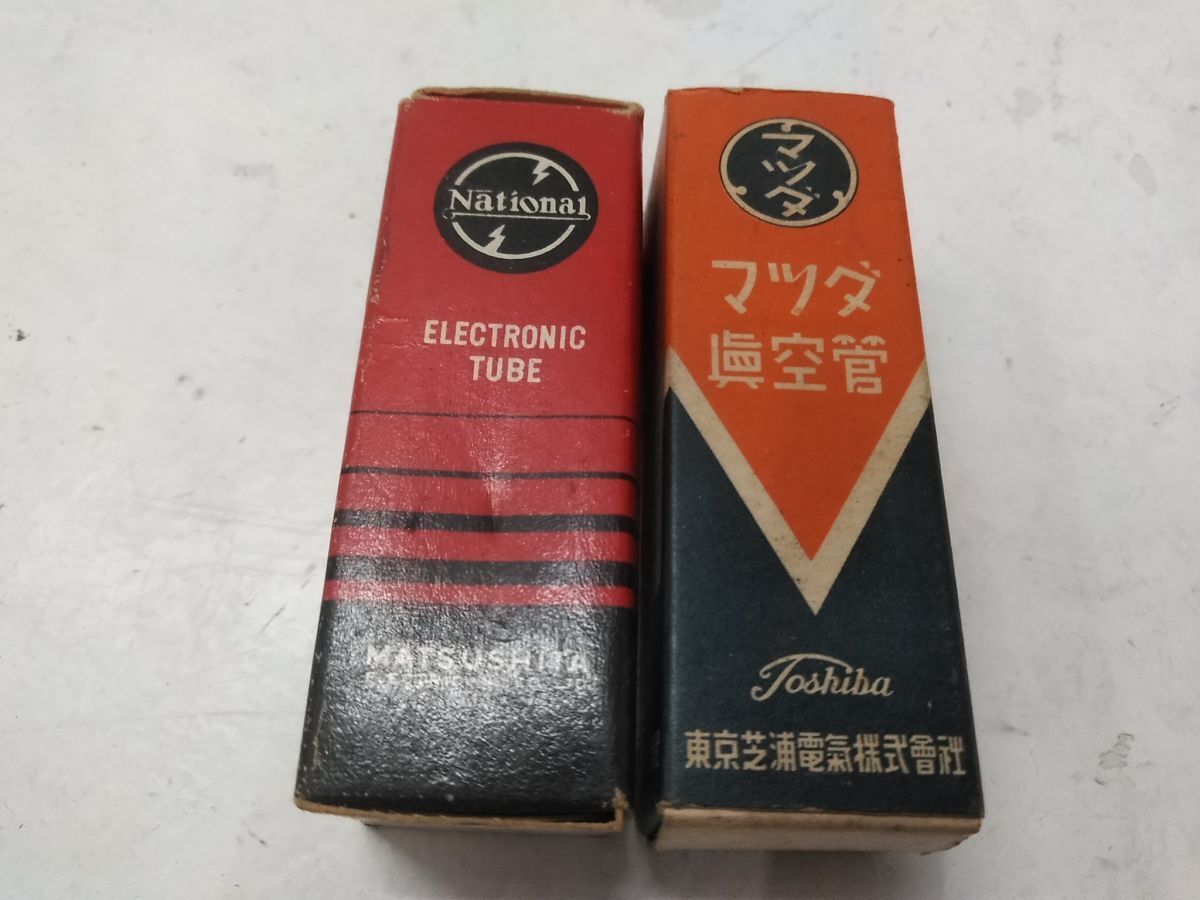 Nātional
ELECTRONIC
TUBE
MATSUSHITA
マツダ
マツダ
眞空管
Toshiba
東京芝浦電氣株式會社